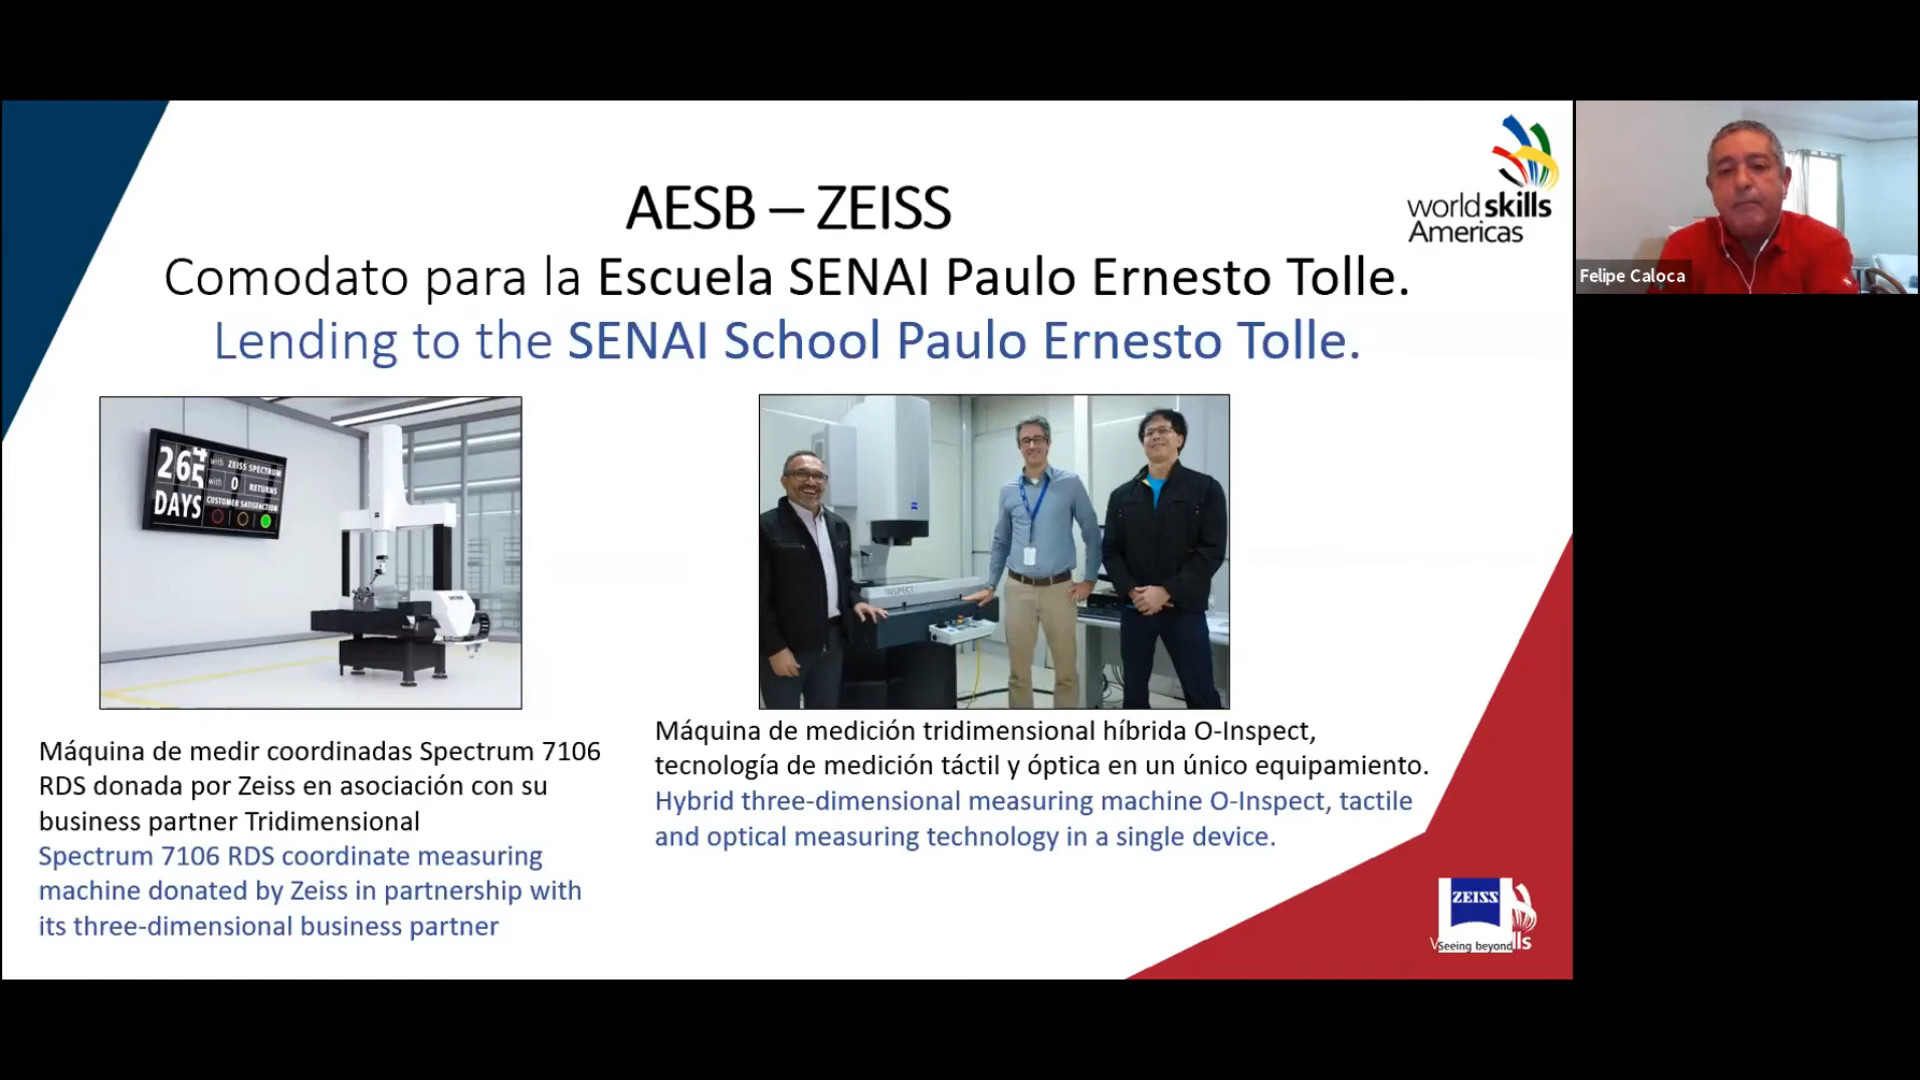 world skills
Americas
AESB – ZEISS
Comodato para la Escuela SENAI Paulo Ernesto Tolle.
Lending to the SENAI School Paulo Ernesto Tolle.
Felipe Caloca
265
DAYS
with ZEISS SPECTRUM
with 0 RETURNS
CUSTOMER SATISFACTION
SPECTRUM
INSPECT
Máquina de medir coordinadas Spectrum 7106
RDS donada por Zeiss en asociación con su
business partner Tridimensional
Spectrum 7106 RDS coordinate measuring
machine donated by Zeiss in partnership with
its three-dimensional business partner
Máquina de medición tridimensional híbrida O-Inspect,
tecnología de medición táctil y óptica en un único equipamiento.
Hybrid three-dimensional measuring machine O-Inspect, tactile
and optical measuring technology in a single device.
ZEISS
Seeing beyond